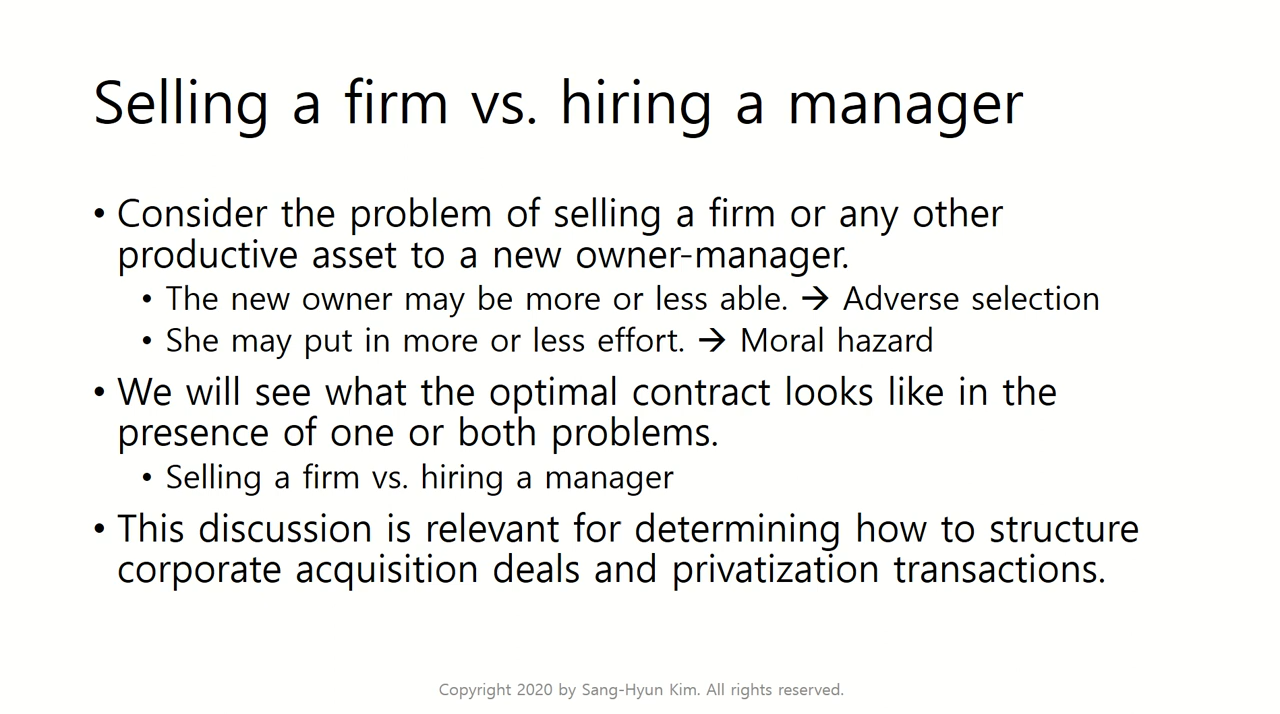 Selling a firm vs. hiring a manager
• Consider the problem of selling a firm or any other
productive asset to a new owner-manager.
• The new owner may be more or less able. → Adverse selection
• She may put in more or less effort. → Moral hazard
• We will see what the optimal contract looks like in the
presence of one or both problems.
• Selling a firm vs. hiring a manager
• This discussion is relevant for determining how to structure
corporate acquisition deals and privatization transactions.
Copyright 2020 by Sang-Hyun Kim. All rights reserved.